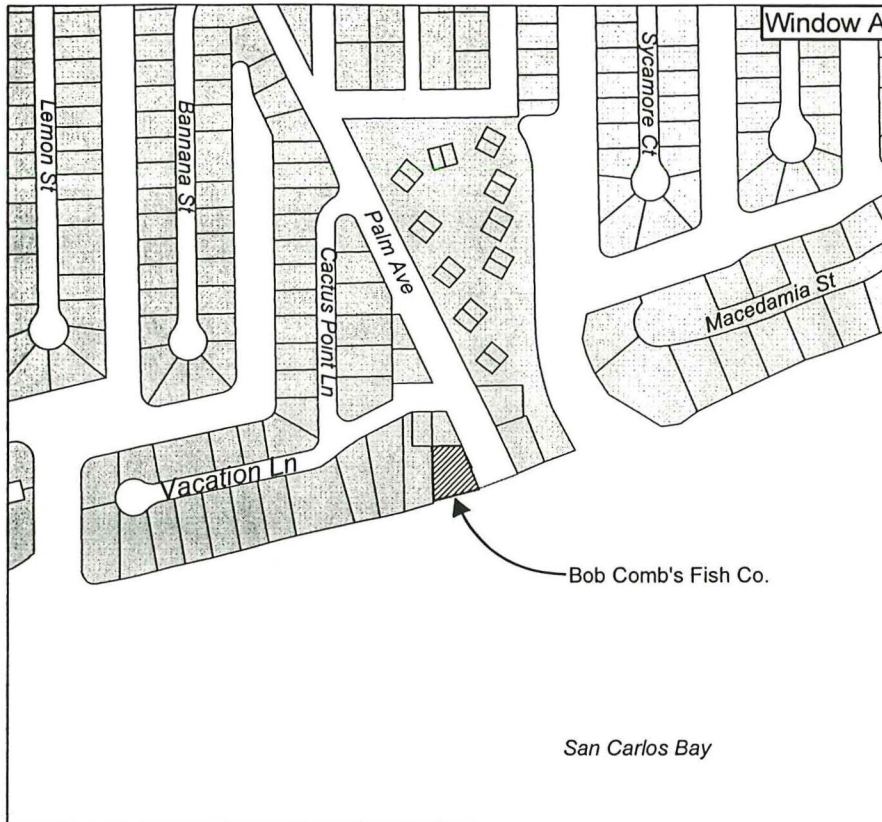 Window A
Lemon St
Bannana St
Sycamore Ct
Palm Ave
Cactus Point Ln
Macedamia St
Vacation Ln
Bob Comb's Fish Co.
San Carlos Bay